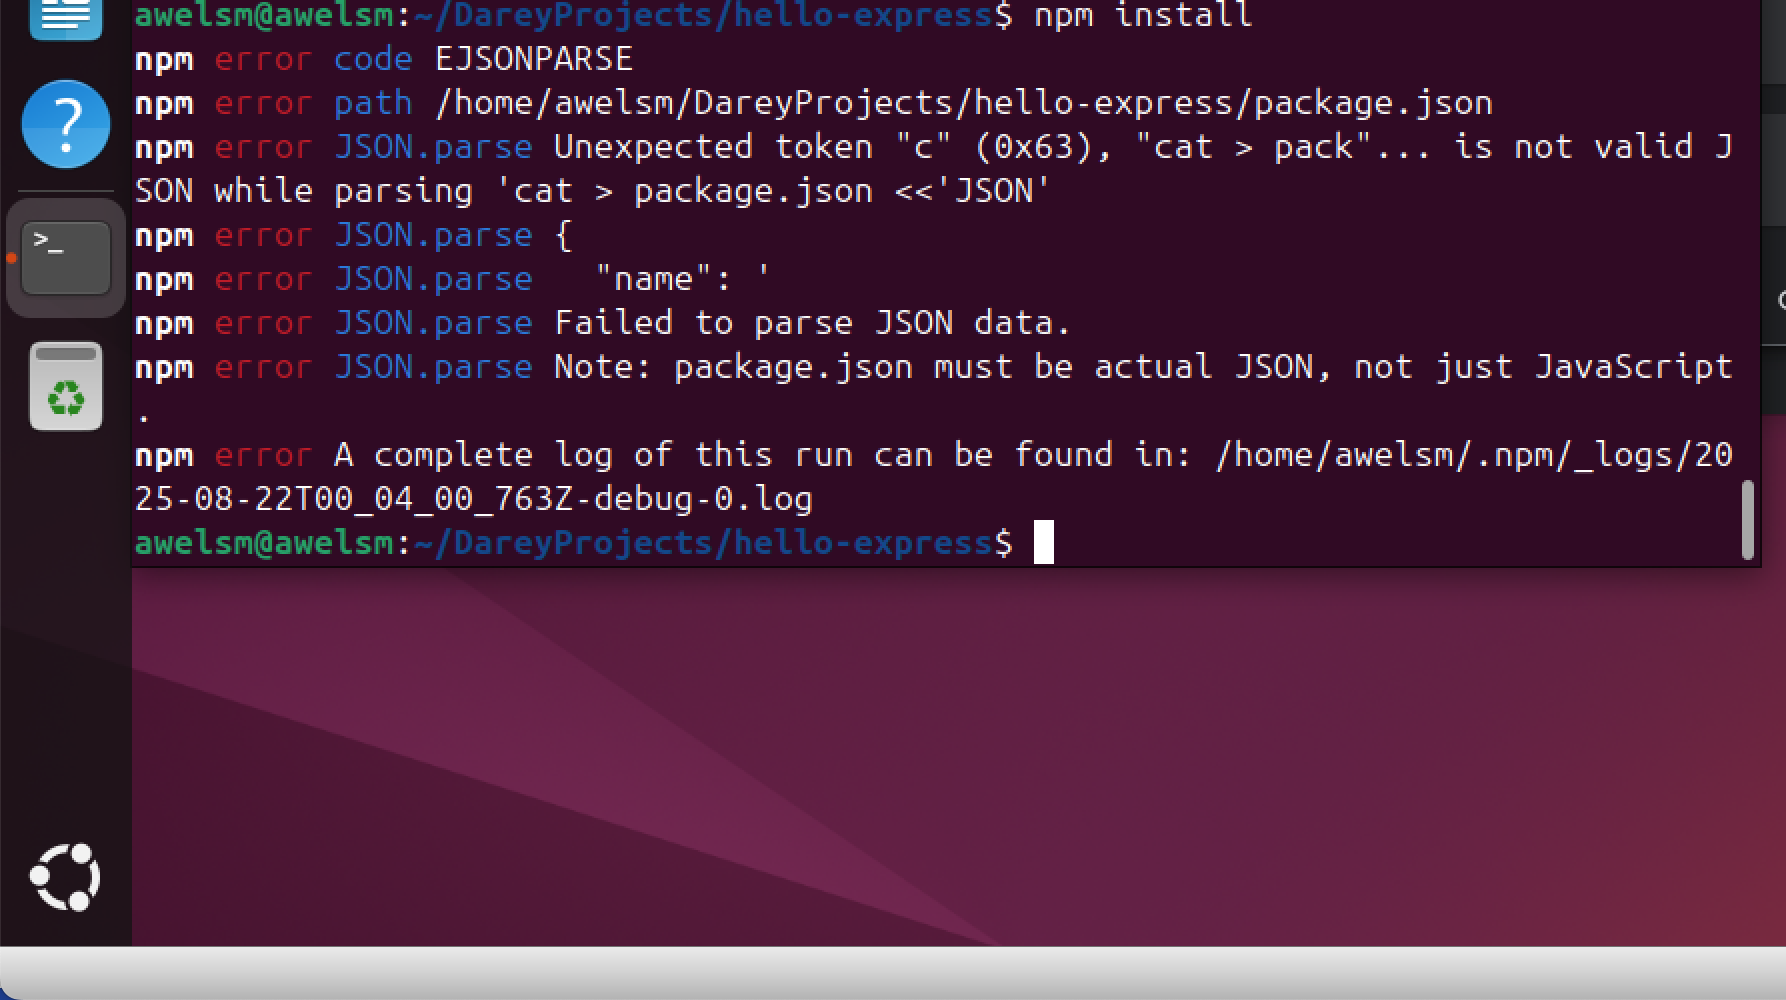 awelsm@awelsm:~/DareyProjects/hello-express$ npm install
npm error code EJSONPARSE
npm error path /home/awelsm/DareyProjects/hello-express/package.json
npm error JSON.parse Unexpected token "c" (0x63), "cat > pack"... is not valid J
SON while parsing 'cat > package.json <<'JSON'
npm error JSON.parse {
npm error JSON.parse   "name": '
npm error JSON.parse Failed to parse JSON data.
npm error JSON.parse Note: package.json must be actual JSON, not just JavaScript
.
npm error A complete log of this run can be found in: /home/awelsm/.npm/_logs/20
25-08-22T00_04_00_763Z-debug-0.log
awelsm@awelsm:~/DareyProjects/hello-express$